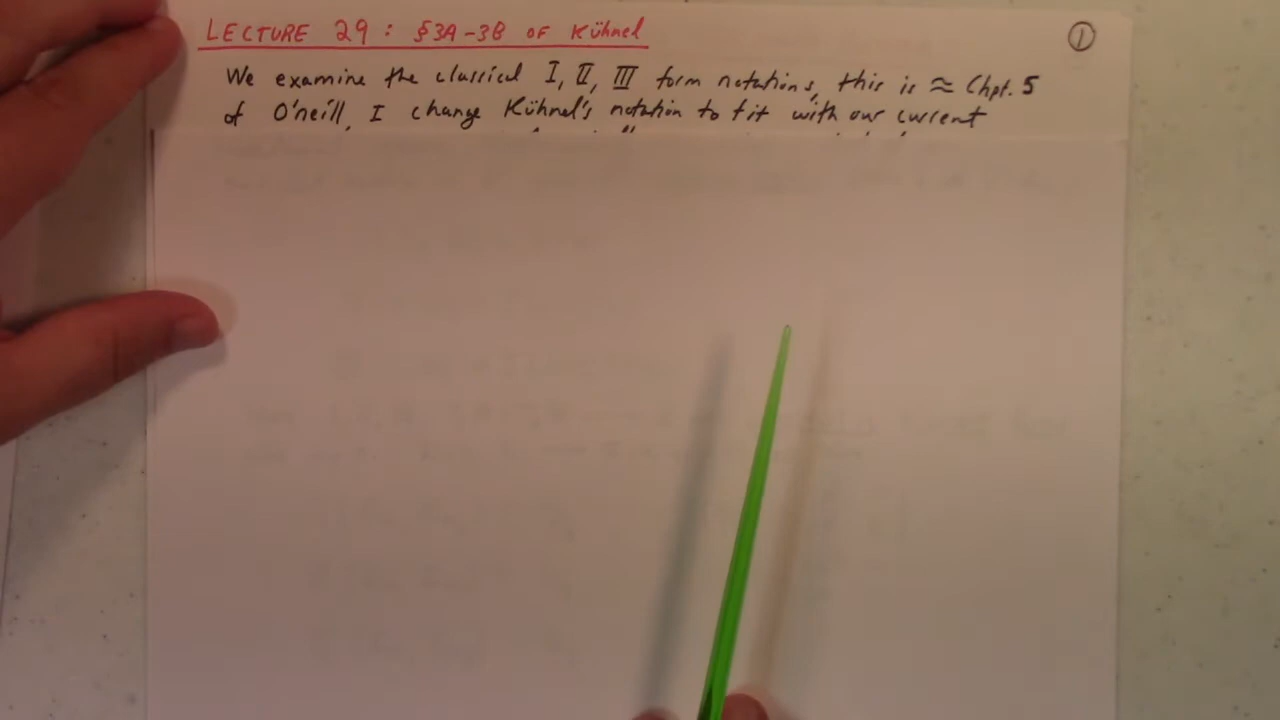 LECTURE 29 : §3A-3B OF Kühnel
①
We examine the classical I, II, III form notations, this is ≈ Chpt. 5
of O'neill, I change Kühnel's notation to fit with our current